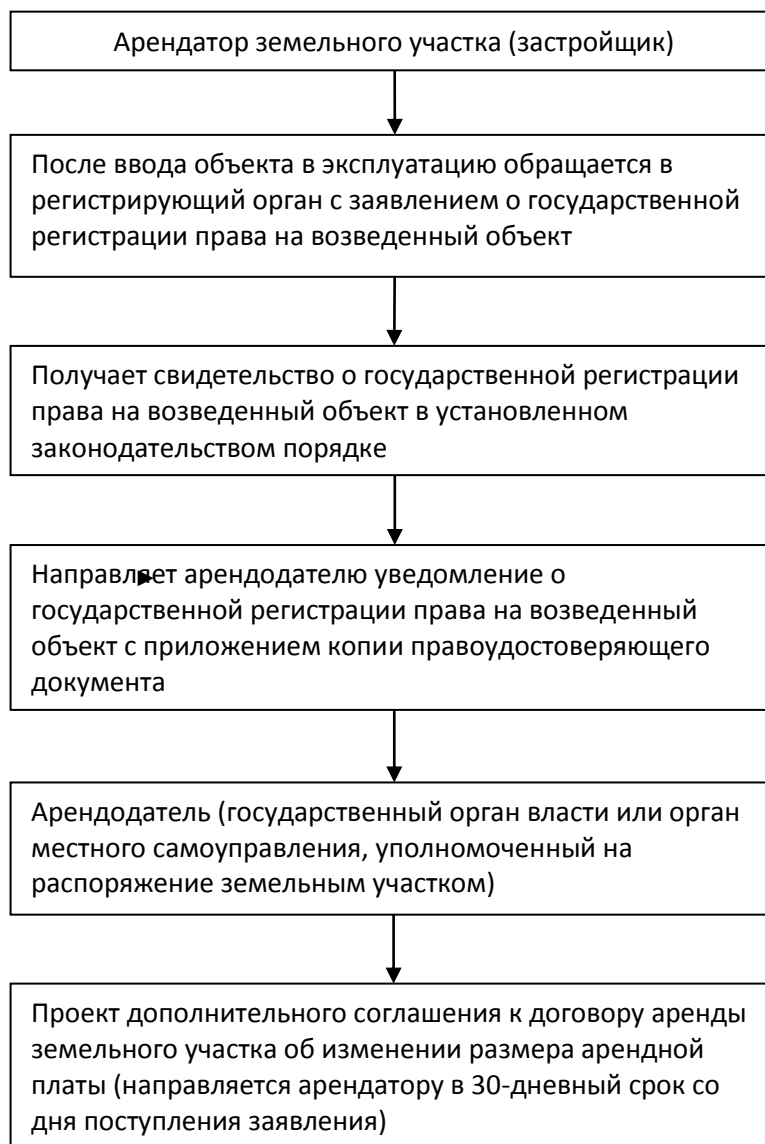 Арендатор земельного участка (застройщик)
После ввода объекта в эксплуатацию обращается в
регистрирующий орган с заявлением о государственной
регистрации права на возведенный объект
Получает свидетельство о государственной регистрации
права на возведенный объект в установленном
законодательством порядке
Направляет арендодателю уведомление о
государственной регистрации права на возведенный
объект с приложением копии правоудостоверяющего
документа
Арендодатель (государственный орган власти или орган
местного самоуправления, уполномоченный на
распоряжение земельным участком)
Проект дополнительного соглашения к договору аренды
земельного участка об изменении размера арендной
платы (направляется арендатору в 30-дневный срок со
дня поступления заявления)